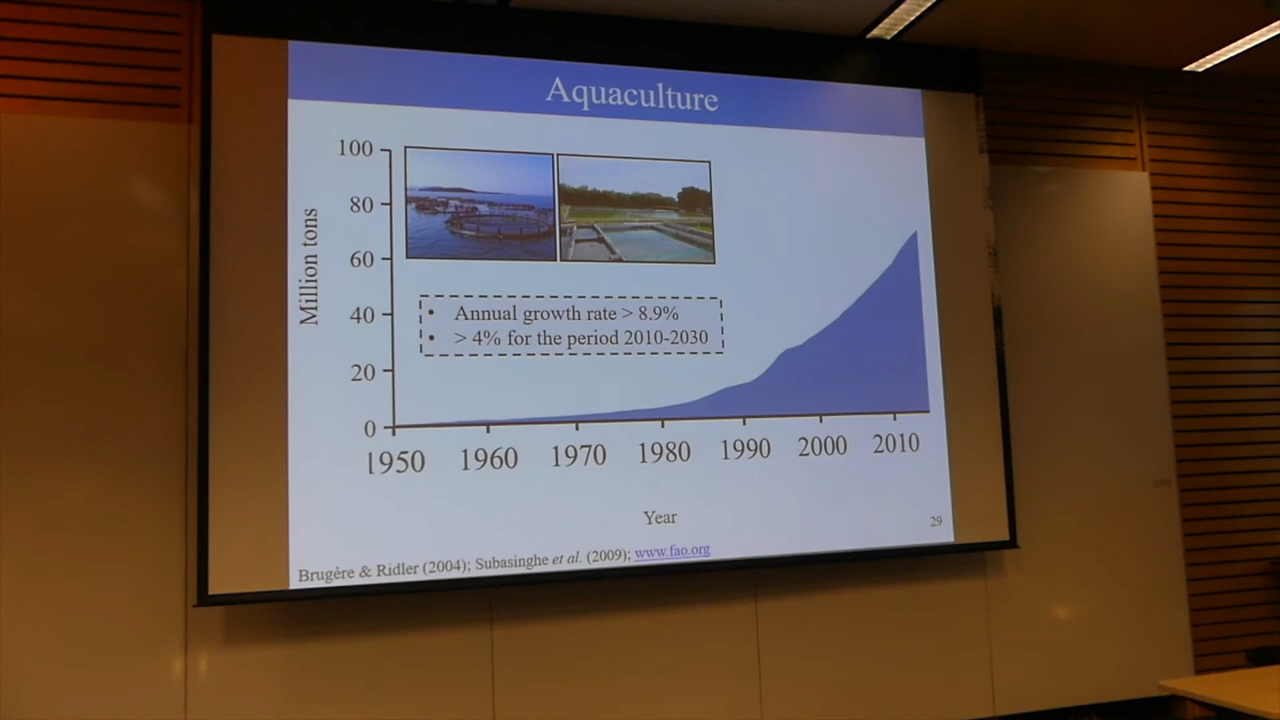 Aquaculture
100
80
60
40
20
0
Million tons
• Annual growth rate > 8.9%
• > 4% for the period 2010-2030
1950 1960 1970 1980 1990 2000 2010
Year
29
Brugère & Ridler (2004); Subasinghe et al. (2009); www.fao.org